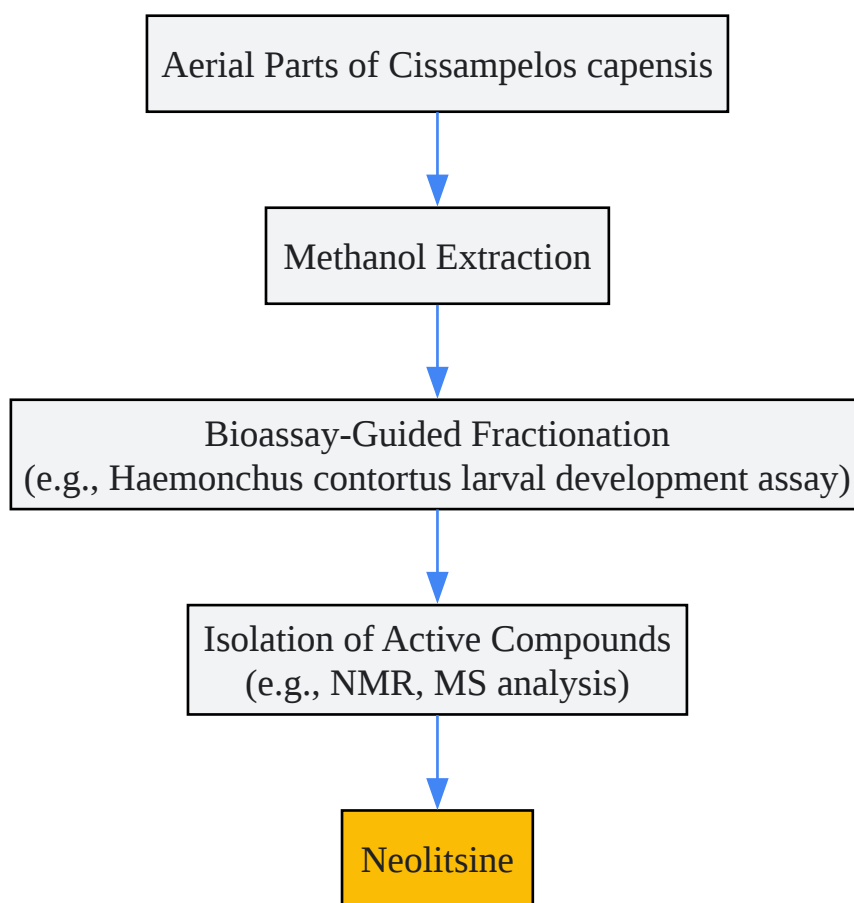 Aerial Parts of Cissampelos capensis
Methanol Extraction
Bioassay-Guided Fractionation
(e.g., Haemonchus contortus larval development assay)
Isolation of Active Compounds
(e.g., NMR, MS analysis)
Neolitsine